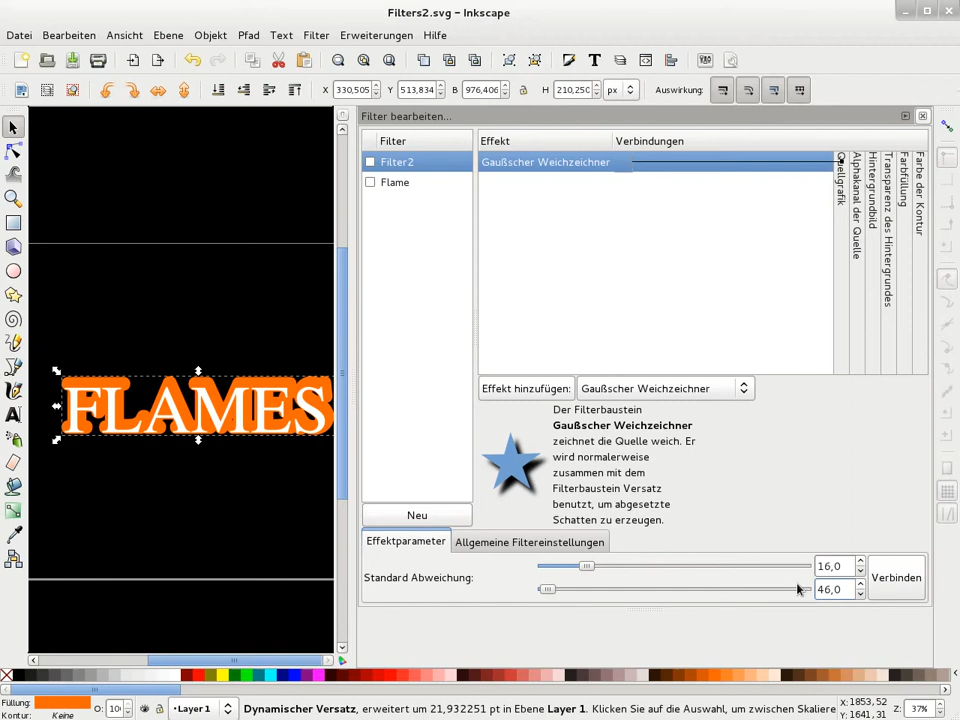 Filters2.svg - Inkscape
Datei Bearbeiten Ansicht Ebene Objekt Pfad Text Filter Erweiterungen Hilfe
X 330,505 Y 513,834 B 976,406 H 210,250 px Auswirkung:
Filter bearbeiten...
Filter Effekt Verbindungen
Filter2 Gaußscher Weichzeichner
Flame
Quellgrafik
Alphakanal der Quelle
Hintergrundbild
Transparenz des Hintergrundes
Farbfüllung
Farbe der Kontur
FLAMES
Effekt hinzufügen: Gaußscher Weichzeichner
Der Filterbaustein
Gaußscher Weichzeichner
zeichnet die Quelle weich. Er
wird normalerweise
zusammen mit dem
Filterbaustein Versatz
benutzt, um abgesetzte
Schatten zu erzeugen.
Neu
Effektparameter Allgemeine Filtereinstellungen
Standard Abweichung:
16,0
46,0
Verbinden
Füllung:
Kontur: Keine
O: 10
Layer 1
Dynamischer Versatz, erweitert um 21,932251 pt in Ebene Layer 1. Klicken Sie auf die Auswahl, um zwischen Skaliere
X: 1853,52
Y: 1641,31
Z: 37%